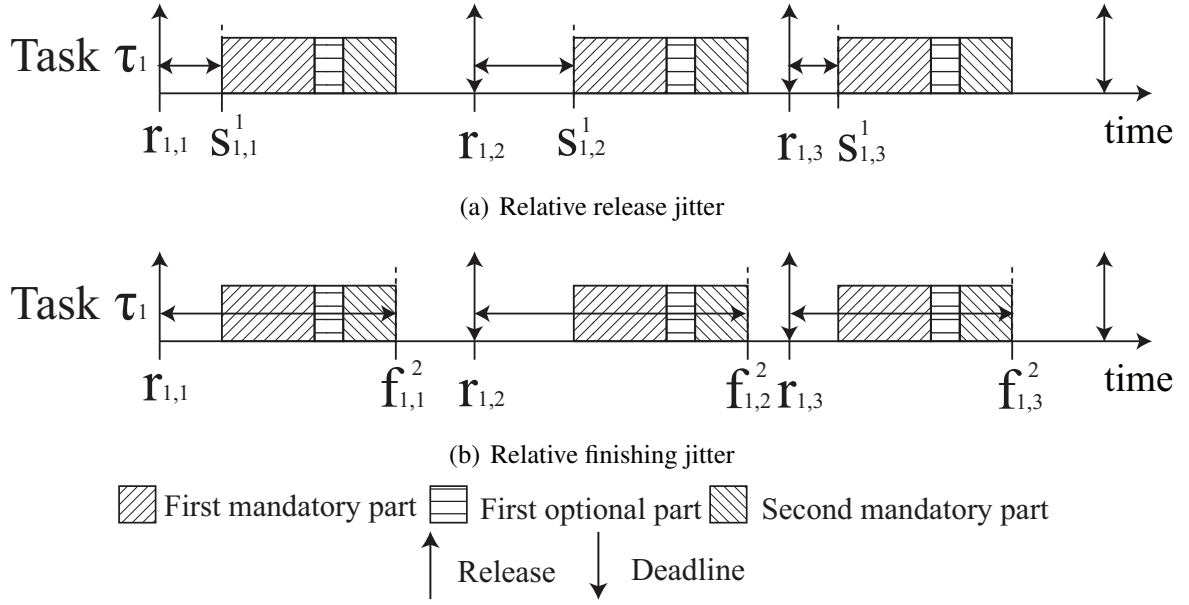 Task τ₁
r₁,₁ s¹₁,₁ r₁,₂ s¹₁,₂ r₁,₃ s¹₁,₃ time
(a) Relative release jitter
Task τ₁
r₁,₁ f²₁,₁ r₁,₂ f²₁,₂ r₁,₃ f²₁,₃ time
(b) Relative finishing jitter
First mandatory part First optional part Second mandatory part
Release Deadline